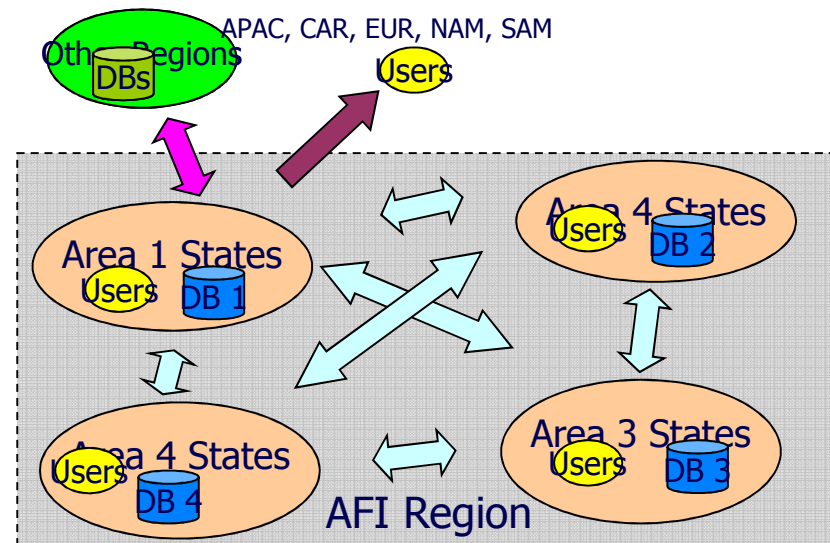 APAC, CAR, EUR, NAM, SAM
Other Regions
DBs
Users
Area 1 States
Users
DB 1
Area 4 States
Users
DB 2
Area 4 States
Users
DB 4
Area 3 States
Users
DB 3
AFI Region